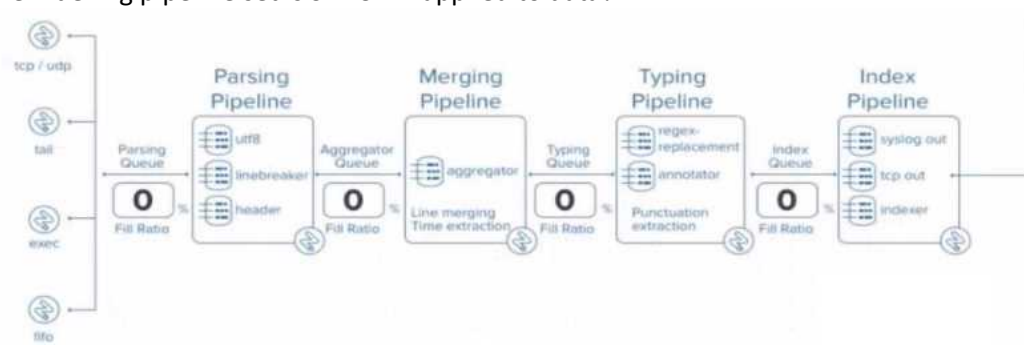 tcp / udp
tail
exec
fifo
Parsing
Queue
0
%
Fill Ratio
Parsing
Pipeline
utf8
linebreaker
header
Aggregator
Queue
0
%
Fill Ratio
Merging
Pipeline
aggregator
Line merging
Time extraction
Typing
Queue
0
%
Fill Ratio
Typing
Pipeline
regex-
replacement
annotator
Punctuation
extraction
Index
Queue
0
%
Fill Ratio
Index
Pipeline
syslog out
tcp out
indexer